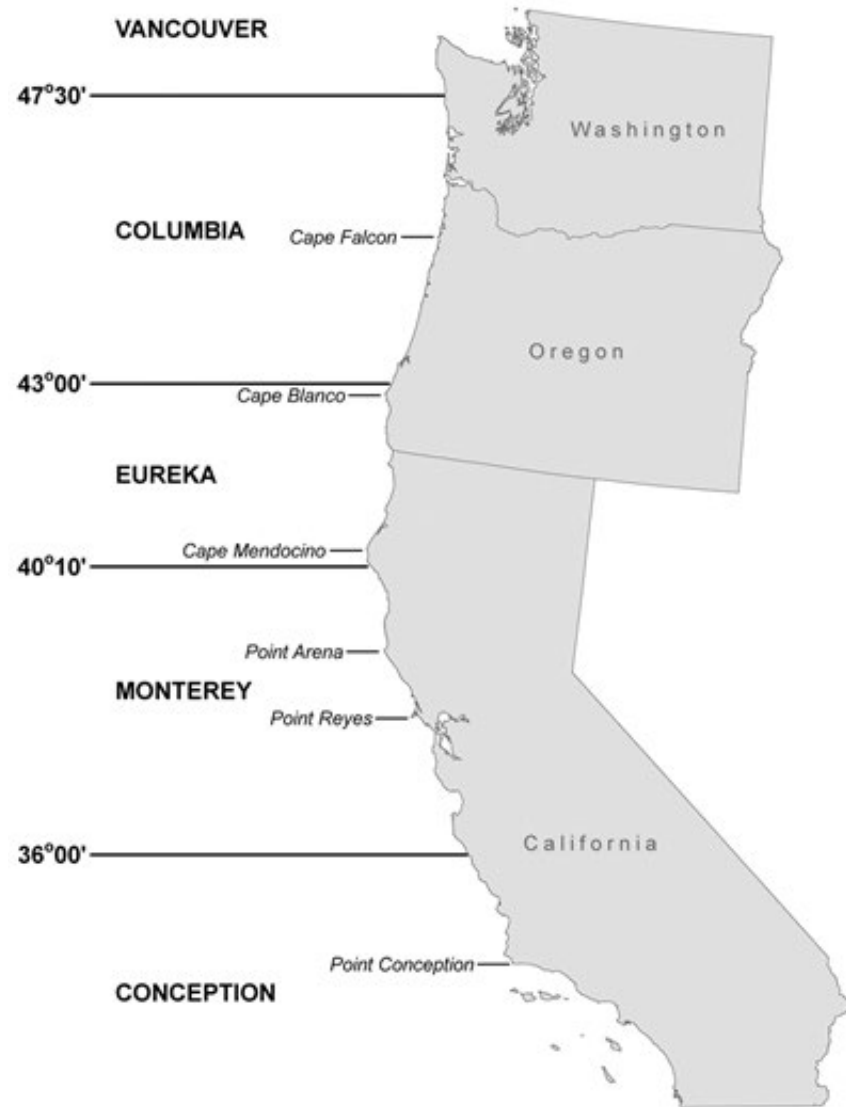 VANCOUVER
47°30'
Washington
COLUMBIA
Cape Falcon
Oregon
43°00'
Cape Blanco
EUREKA
Cape Mendocino
40°10'
Point Arena
MONTEREY
Point Reyes
California
36°00'
Point Conception
CONCEPTION